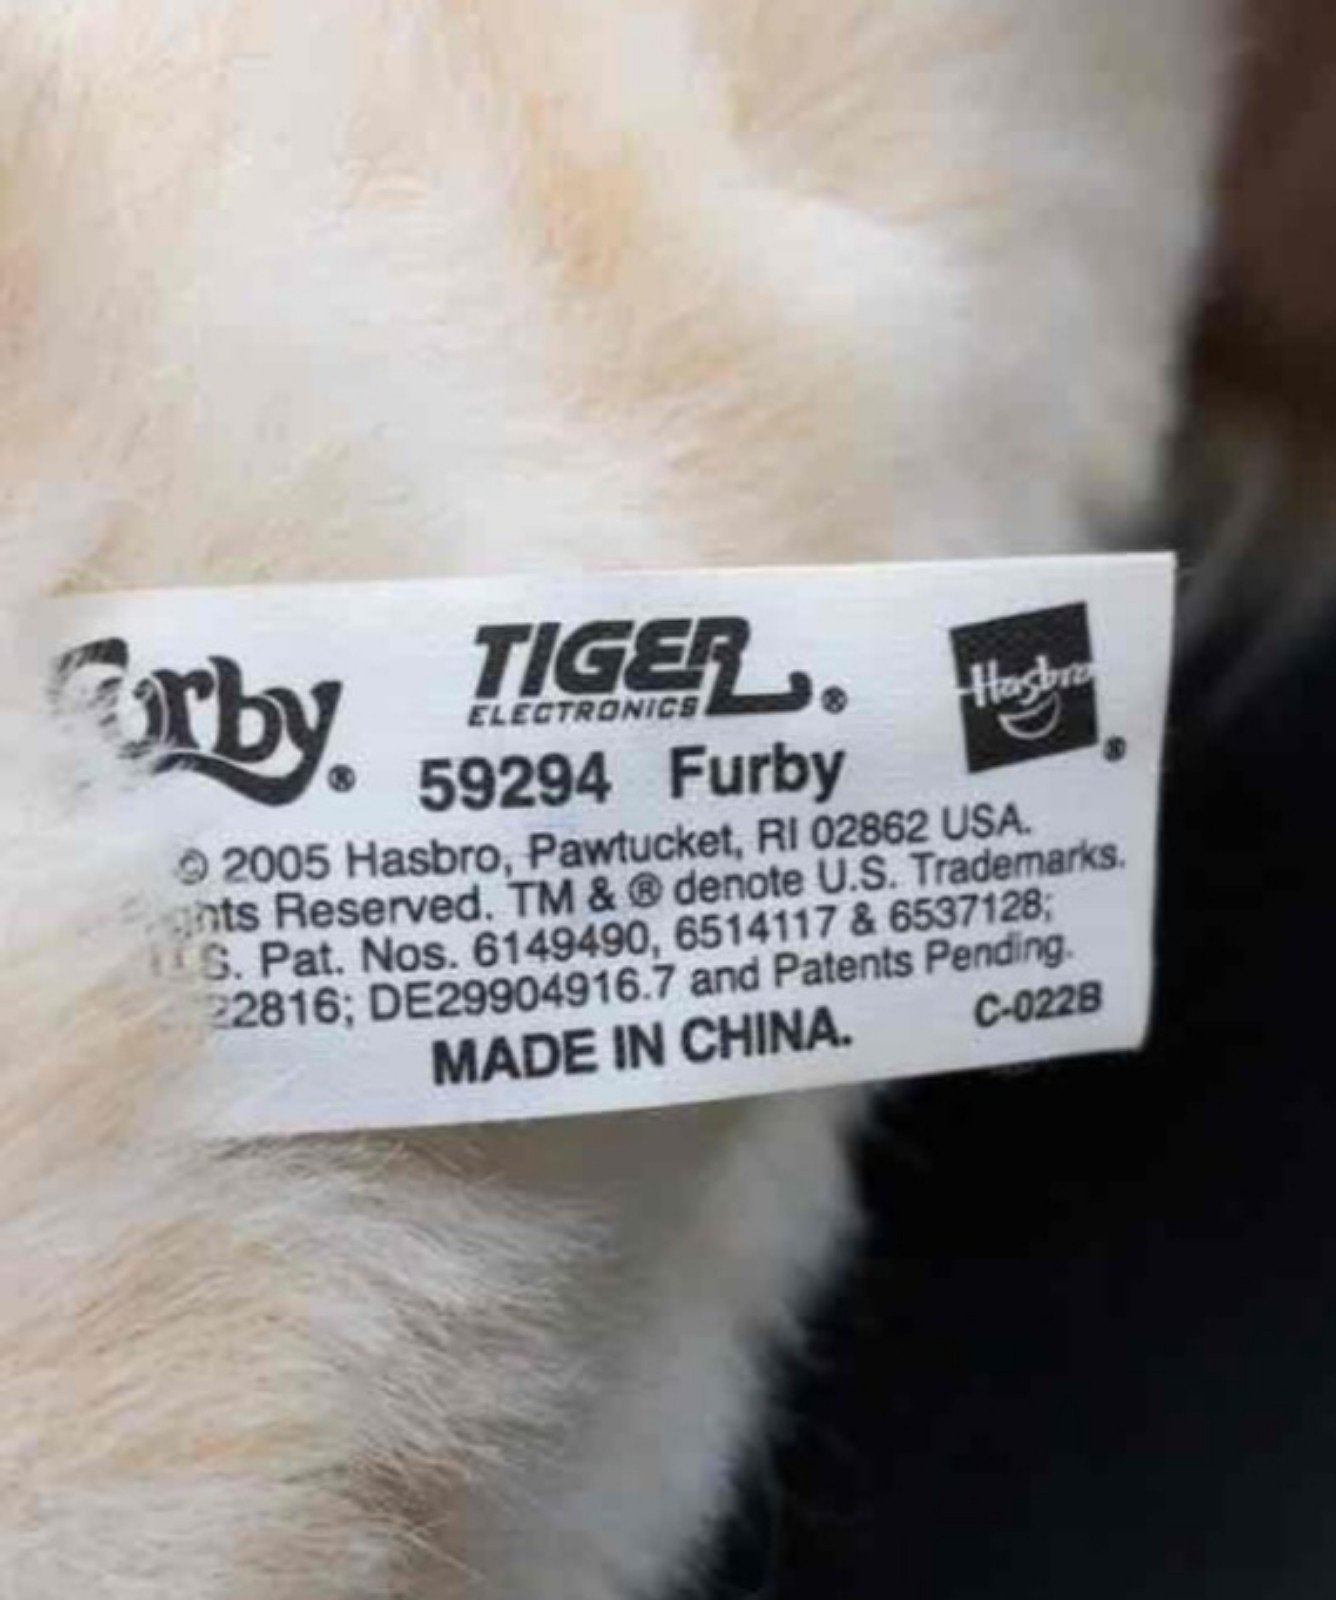 Furby® TIGER ELECTRONICS® Hasbro®
59294 Furby
© 2005 Hasbro, Pawtucket, RI 02862 USA.
Reserved. TM & ® denote U.S. Trademarks.
Pat. Nos. 6149490, 6514117 & 6537128;
DE29904916.7 and Patents Pending.
MADE IN CHINA. C-022B